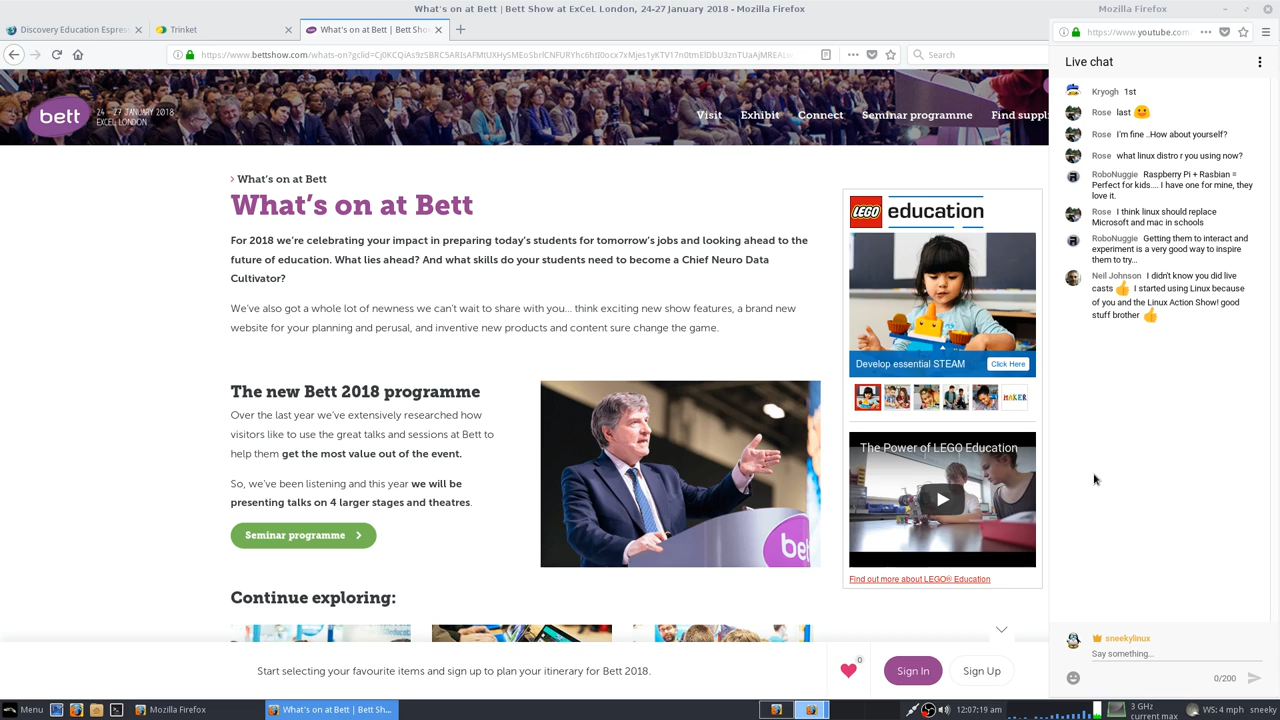 What's on at Bett | Bett Show at ExCeL London, 24-27 January 2018 - Mozilla Firefox
Mozilla Firefox
Discovery Education Espres
Trinket
What's on at Bett | Bett Sho
https://www.bettshow.com/whats-on?gclid=
Search
https://www.youtube.com
bett
24 - 27 JANUARY 2018
EXCEL LONDON
Visit
Exhibit
Connect
Seminar programme
Find suppli
> What's on at Bett
What's on at Bett
For 2018 we're celebrating your impact in preparing today's students for tomorrow's jobs and looking ahead to the
future of education. What lies ahead? And what skills do your students need to become a Chief Neuro Data
Cultivator?
We've also got a whole lot of newness we can't wait to share with you... think exciting new show features, a brand new
website for your planning and perusal, and inventive new products and content sure change the game.
The new Bett 2018 programme
Over the last year we've extensively researched how
visitors like to use the great talks and sessions at Bett to
help them get the most value out of the event.
So, we've been listening and this year we will be
presenting talks on 4 larger stages and theatres.
Seminar programme
be
Continue exploring:
LEGO education
Develop essential STEAM
Click Here
MAKER
The Power of LEGO Education
Find out more about LEGO® Education
Start selecting your favourite items and sign up to plan your itinerary for Bett 2018.
0
Sign In
Sign Up
Live chat
Kryogh 1st
Rose last
Rose I'm fine ..How about yourself?
Rose what linux distro r you using now?
RoboNuggie Raspberry Pi + Rasbian =
Perfect for kids.... I have one for mine, they
love it.
Rose I think linux should replace
Microsoft and mac in schools
RoboNuggie Getting them to interact and
experiment is a very good way to inspire
them to try...
Neil Johnson I didn't know you did live
casts 👍 I started using Linux because
of you and the Linux Action Show! good
stuff brother 👍
sneekylinux
Say something...
0/200
Menu
Mozilla Firefox
What's on at Bett | Bett Sh...
12:07:19 am
3 GHz
current max
WS: 4 mph
sneeky